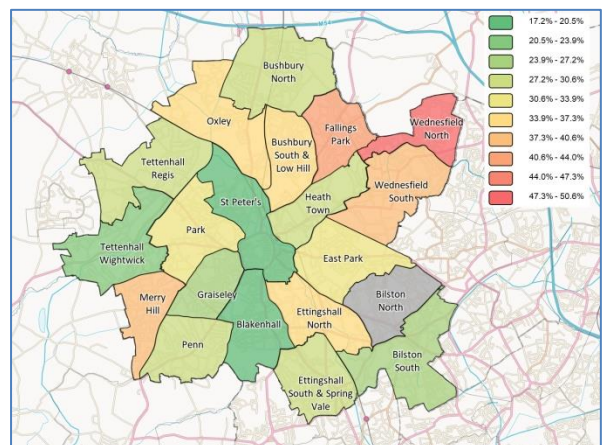 17.2% - 20.5%
20.5% - 23.9%
23.9% - 27.2%
27.2% - 30.6%
30.6% - 33.9%
33.9% - 37.3%
37.3% - 40.6%
40.6% - 44.0%
44.0% - 47.3%
47.3% - 50.6%
Bushbury
North
Oxley
Bushbury
South &
Low Hill
Fallings
Park
Wednesfield
North
Tettenhall
Regis
St Peter's
Heath
Town
Wednesfield
South
Tettenhall
Wightwick
Park
East Park
Merry
Hill
Graiseley
Blakenhall
Ettingshall
North
Bilston
North
Penn
Ettingshall
South & Spring
Vale
Bilston
South